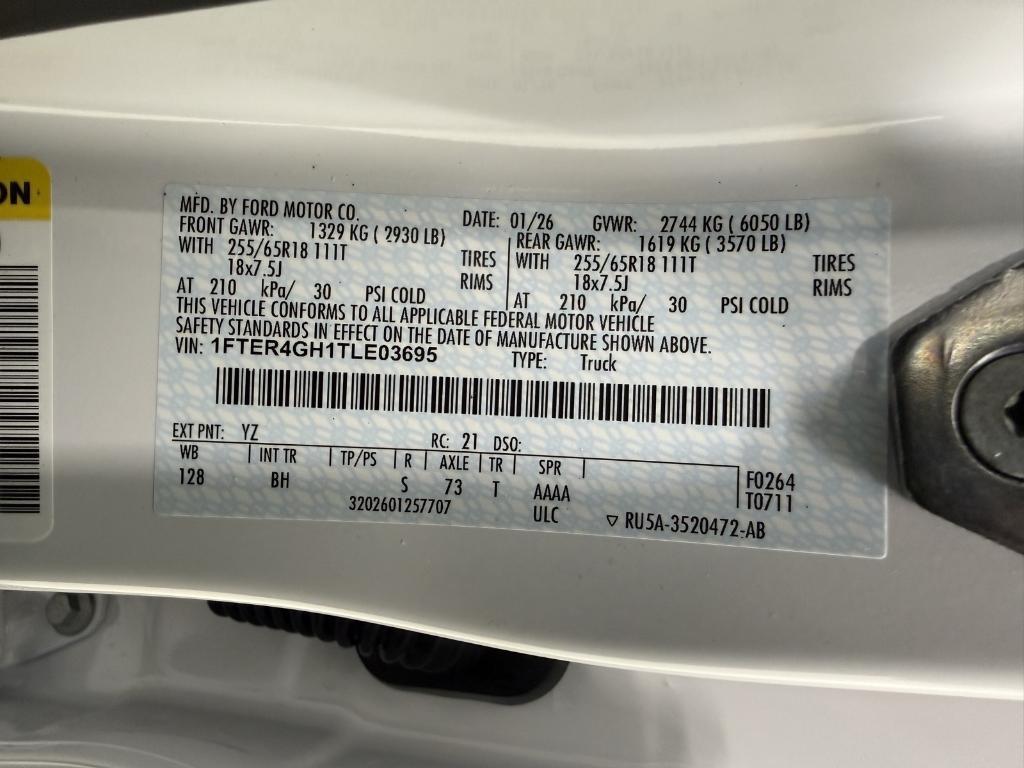 ON
MFD. BY FORD MOTOR CO.
DATE: 01/26 GVWR: 2744 KG ( 6050 LB)
FRONT GAWR: 1329 KG ( 2930 LB)
WITH 255/65R18 111T TIRES
18x7.5J RIMS
AT 210 kPa/ 30 PSI COLD
REAR GAWR: 1619 KG ( 3570 LB)
WITH 255/65R18 111T TIRES
18x7.5J RIMS
AT 210 kPa/ 30 PSI COLD
THIS VEHICLE CONFORMS TO ALL APPLICABLE FEDERAL MOTOR VEHICLE
SAFETY STANDARDS IN EFFECT ON THE DATE OF MANUFACTURE SHOWN ABOVE.
VIN: 1FTER4GH1TLE03695 TYPE: Truck
EXT PNT: YZ RC: 21 DSO:
WB INT TR TP/PS R AXLE TR SPR
128 BH S 73 T AAAA
F0264
T0711
3202601257707 ULC ▽ RU5A-3520472-AB